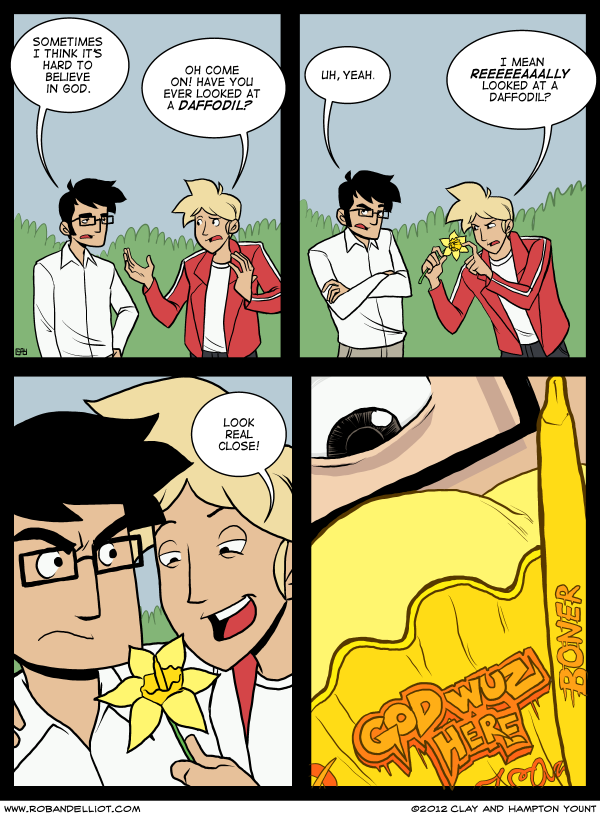 SOMETIMES
I THINK IT'S
HARD TO
BELIEVE
IN GOD.
OH COME
ON! HAVE YOU
EVER LOOKED AT
A DAFFODIL?
UH, YEAH.
I MEAN
REEEEEAAALLY
LOOKED AT A
DAFFODIL?
LOOK
REAL
CLOSE!
BONER
GOD WUZ
HERE
WWW.ROBANDELLIOT.COM
©2012 CLAY AND HAMPTON YOUNT